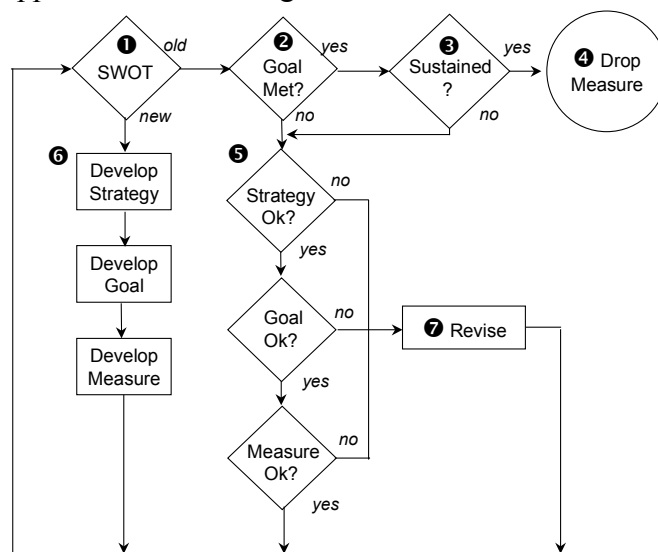 ❶
SWOT
old
new
❷
Goal
Met?
yes
no
❸
Sustained
?
yes
no
❹ Drop
Measure
❻
Develop
Strategy
Develop
Goal
Develop
Measure
❺
Strategy
Ok?
no
yes
Goal
Ok?
no
yes
❼ Revise
Measure
Ok?
no
yes